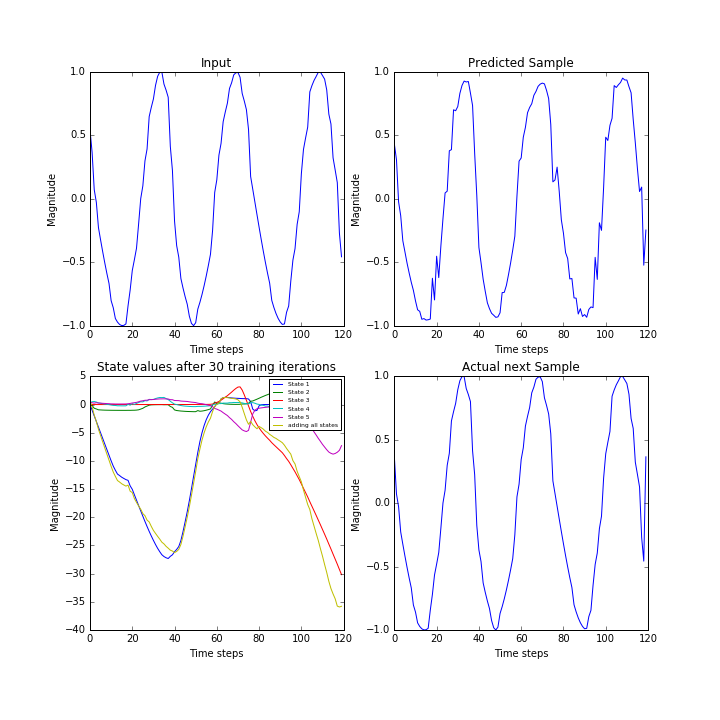 Input
1.0
0.5
0.0
−0.5
−1.0
Magnitude
0 20 40 60 80 100 120
Time steps
Predicted Sample
1.0
0.5
0.0
−0.5
−1.0
Magnitude
0 20 40 60 80 100 120
Time steps
State values after 30 training iterations
5
0
−5
−10
−15
−20
−25
−30
−35
−40
Magnitude
State 1
State 2
State 3
State 4
State 5
adding all states
0 20 40 60 80 100 120
Time steps
Actual next Sample
1.0
0.5
0.0
−0.5
−1.0
Magnitude
0 20 40 60 80 100 120
Time steps